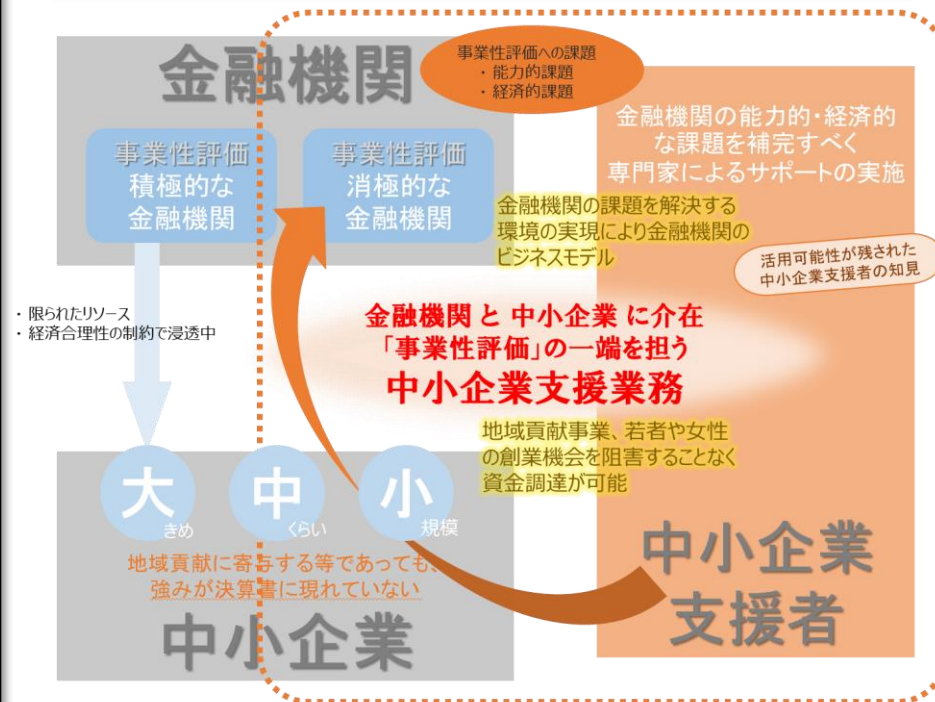 金融機関
事業性評価への課題
・ 能力的課題
・ 経済的課題
事業性評価
積極的な
金融機関
事業性評価
消極的な
金融機関
金融機関の能力的・経済的
な課題を補完すべく
専門家によるサポートの実施
金融機関の課題を解決する
環境の実現により金融機関の
ビジネスモデル
活用可能性が残された
中小企業支援者の知見
・ 限られたリソース
・ 経済合理性の制約で浸透中
金融機関 と 中小企業 に介在
「事業性評価」の一端を担う
中小企業支援業務
地域貢献事業、若者や女性
の創業機会を阻害することなく
資金調達が可能
大きめ
中くらい
小規模
地域貢献に寄与する等であっても、
強みが決算書に現れていない
中小企業
中小企業
支援者